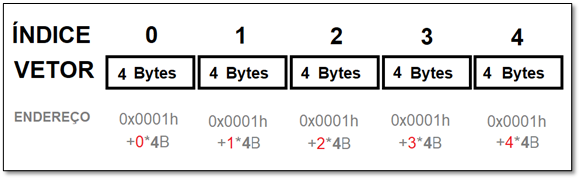 ÍNDICE 0 1 2 3 4
VETOR 4 Bytes 4 Bytes 4 Bytes 4 Bytes 4 Bytes
ENDEREÇO 0x0001h 0x0001h 0x0001h 0x0001h 0x0001h
+0*4B +1*4B +2*4B +3*4B +4*4B